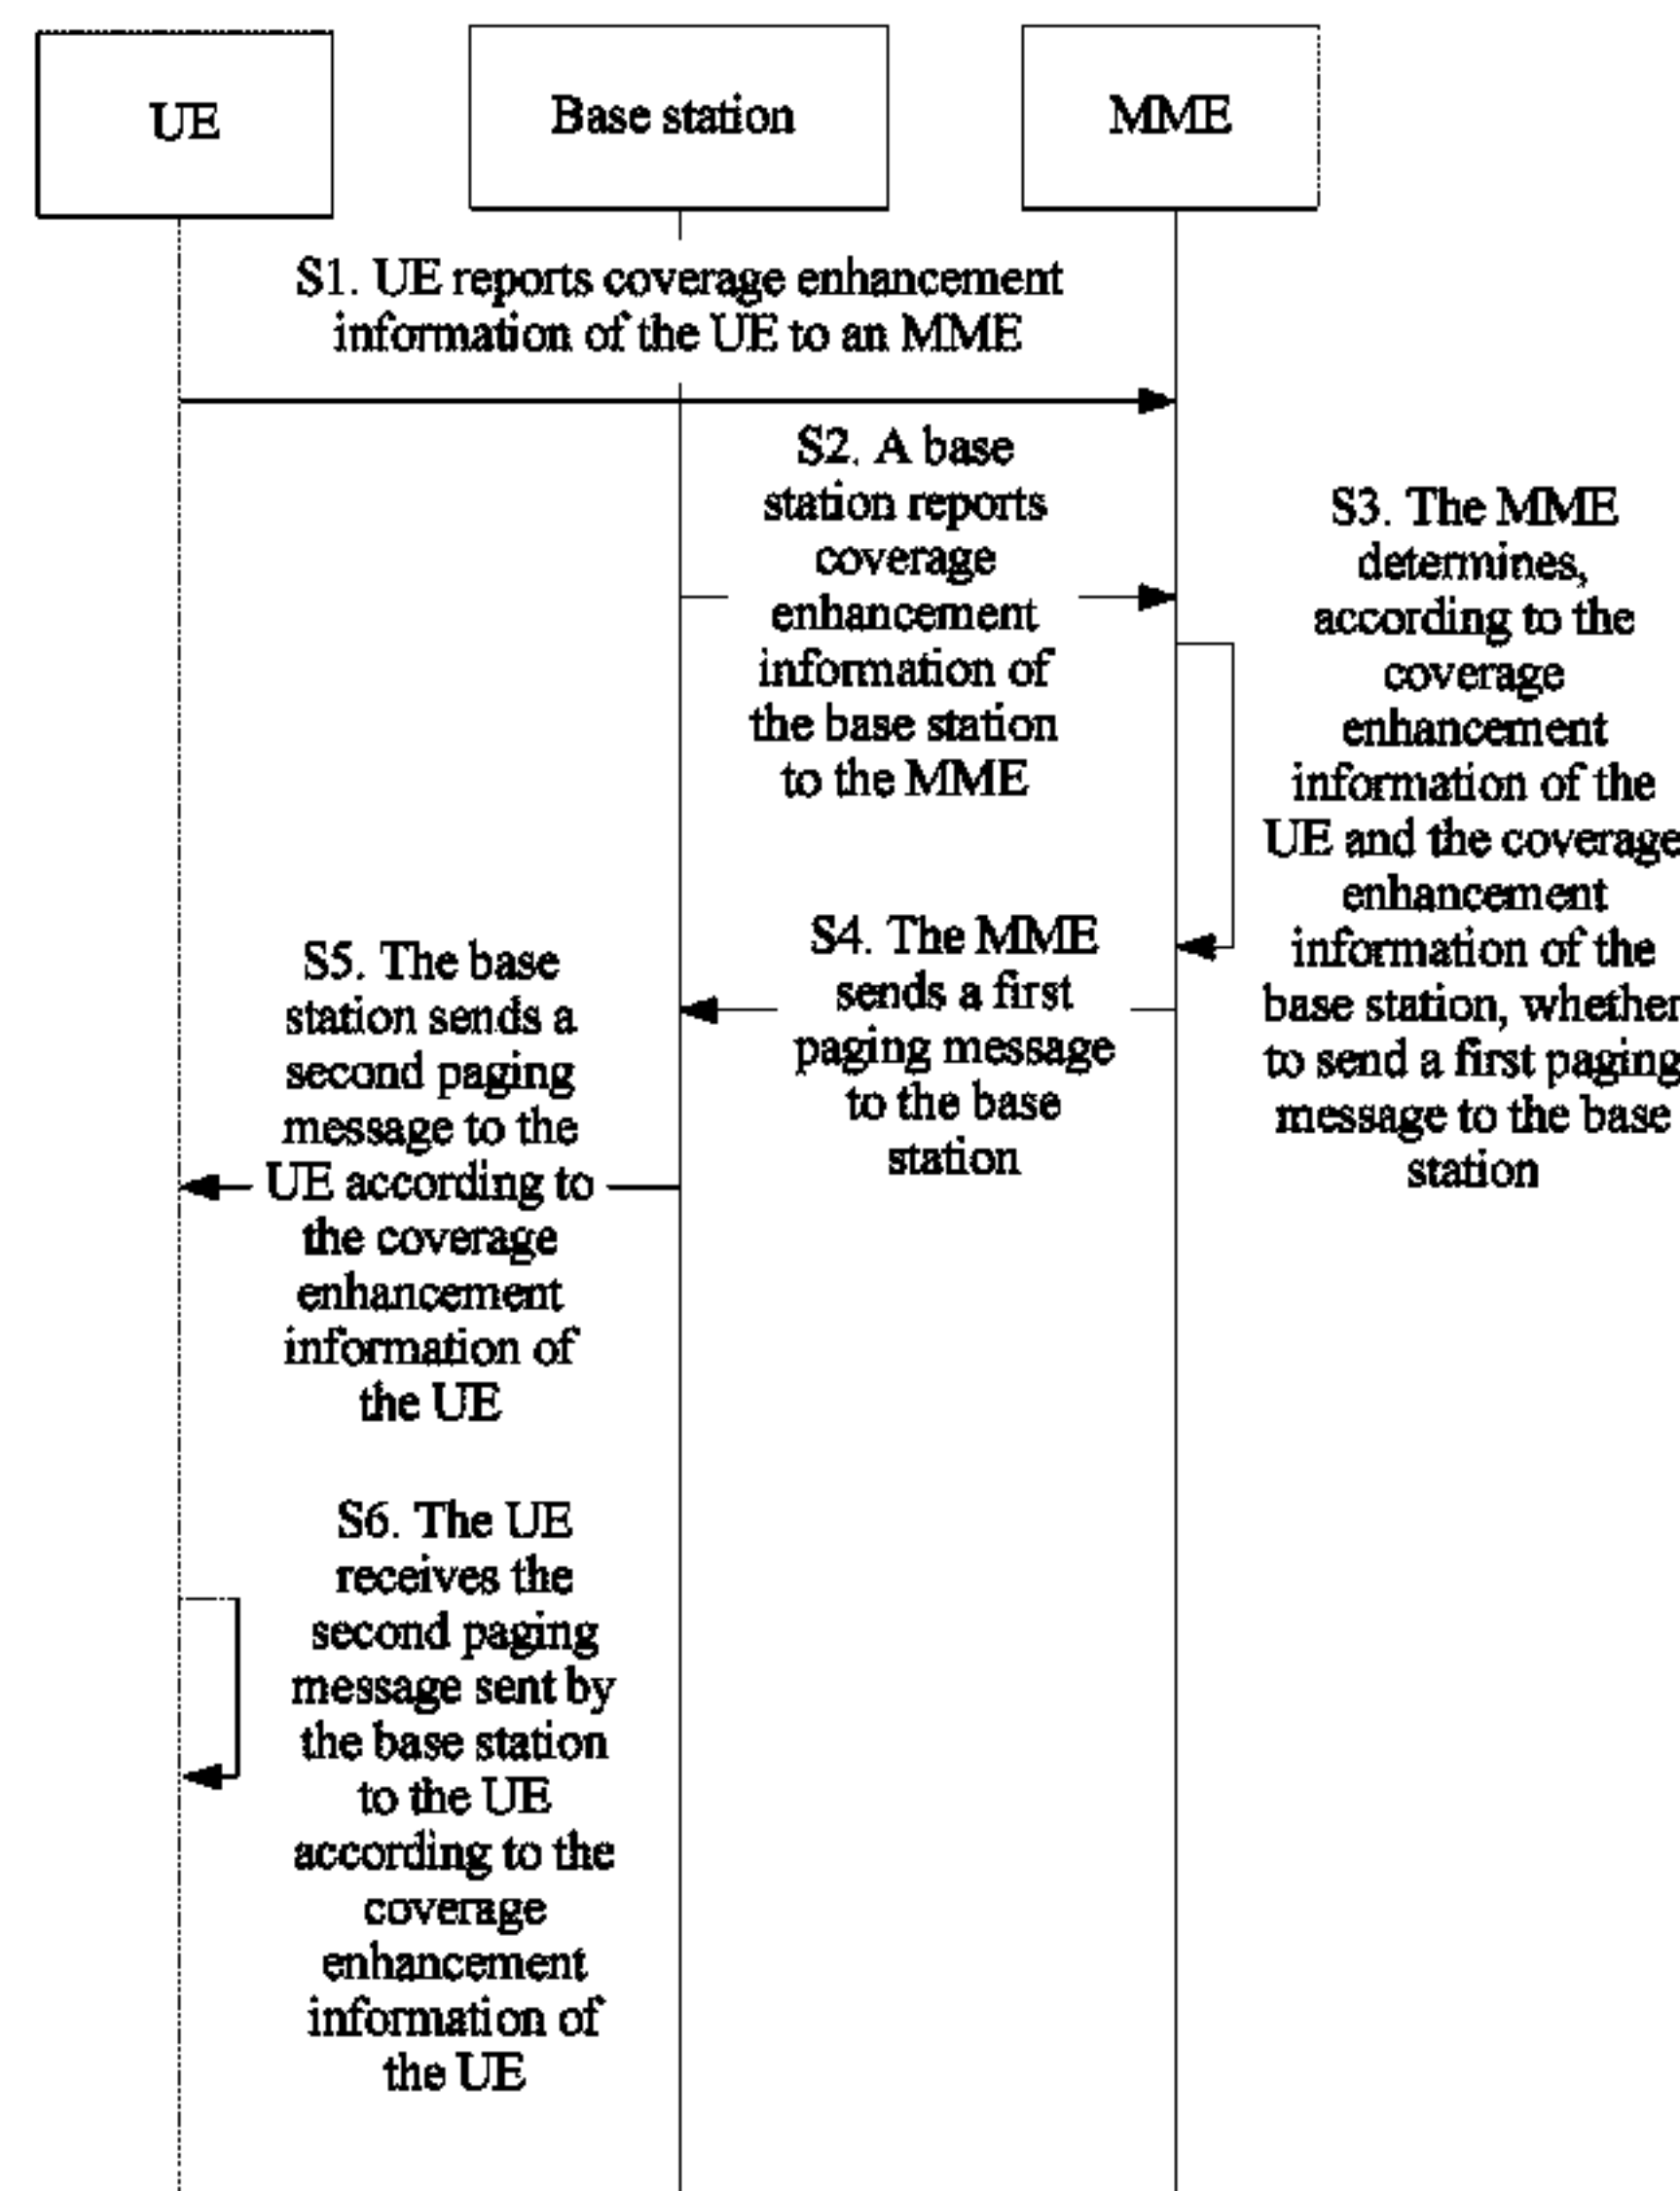 UE
Base station
MME
S1. UE reports coverage enhancement
information of the UE to an MME
S2. A base
station reports
coverage
enhancement
information of
the base station
to the MME
S3. The MME
determines,
according to the
coverage
enhancement
information of the
UE and the coverage
enhancement
information of the
base station, whether
to send a first paging
message to the base
station
S4. The MME
sends a first
paging message
to the base
station
S5. The base
station sends a
second paging
message to the
UE according to
the coverage
enhancement
information of
the UE
S6. The UE
receives the
second paging
message sent by
the base station
to the UE
according to the
coverage
enhancement
information of
the UE